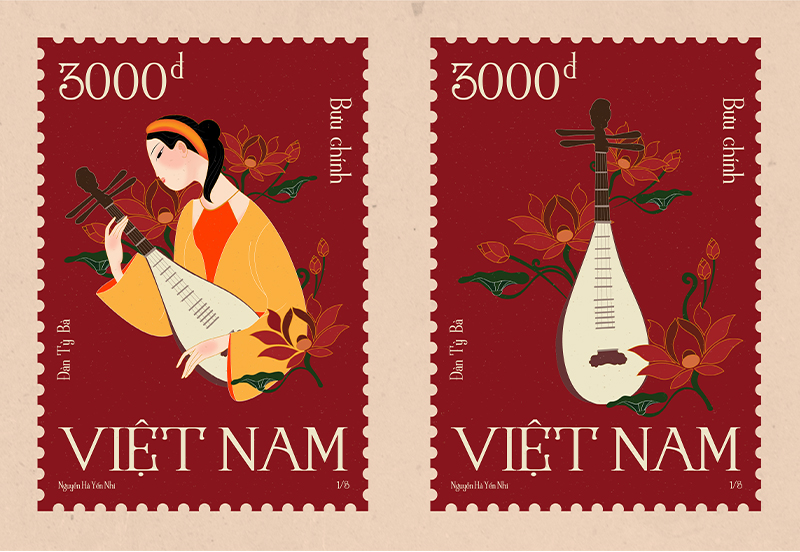 3000đ
Bưu chính
Đàn Tỳ Bà
VIỆT NAM
Nguyễn Hà Yến Nhi
1/8
3000đ
Bưu chính
Đàn Tỳ Bà
VIỆT NAM
Nguyễn Hà Yến Nhi
1/8